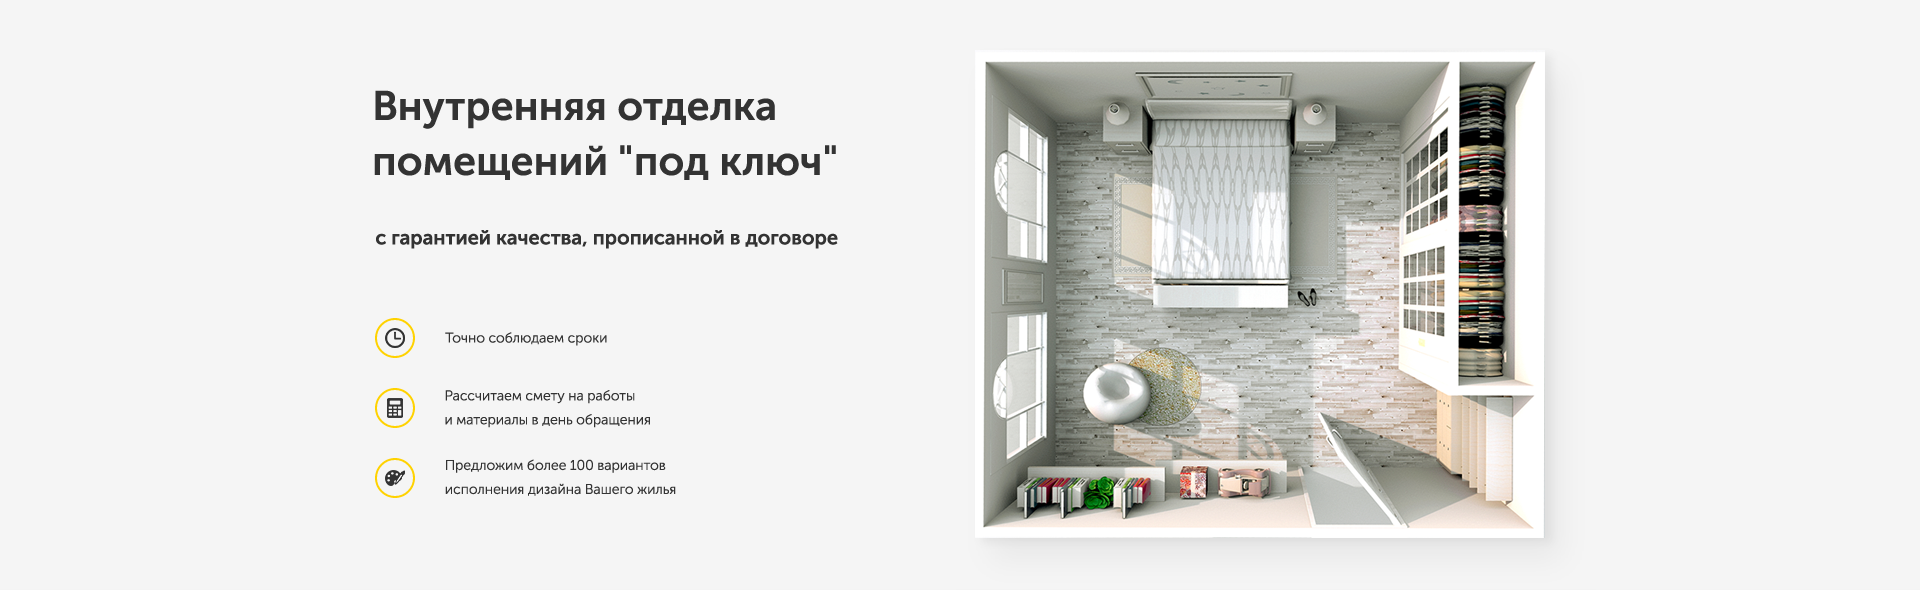 Внутренняя отделка
помещений "под ключ"
с гарантией качества, прописанной в договоре
Точно соблюдаем сроки
Рассчитаем смету на работы
и материалы в день обращения
Предложим более 100 вариантов
исполнения дизайна Вашего жилья